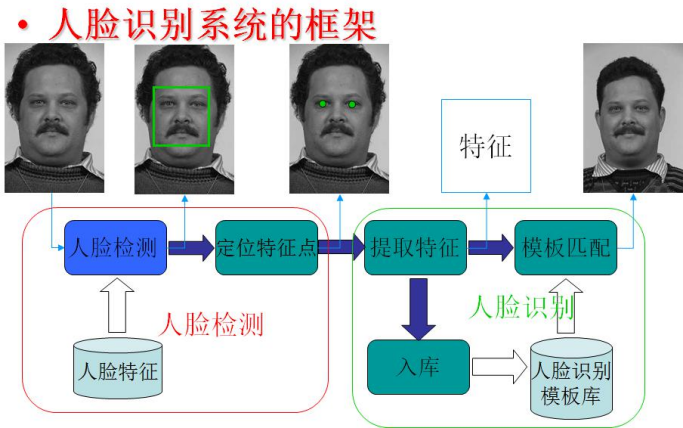 • 人脸识别系统的框架
特征
人脸检测
定位特征点
提取特征
模板匹配
人脸检测
人脸识别
人脸特征
入库
人脸识别
模板库